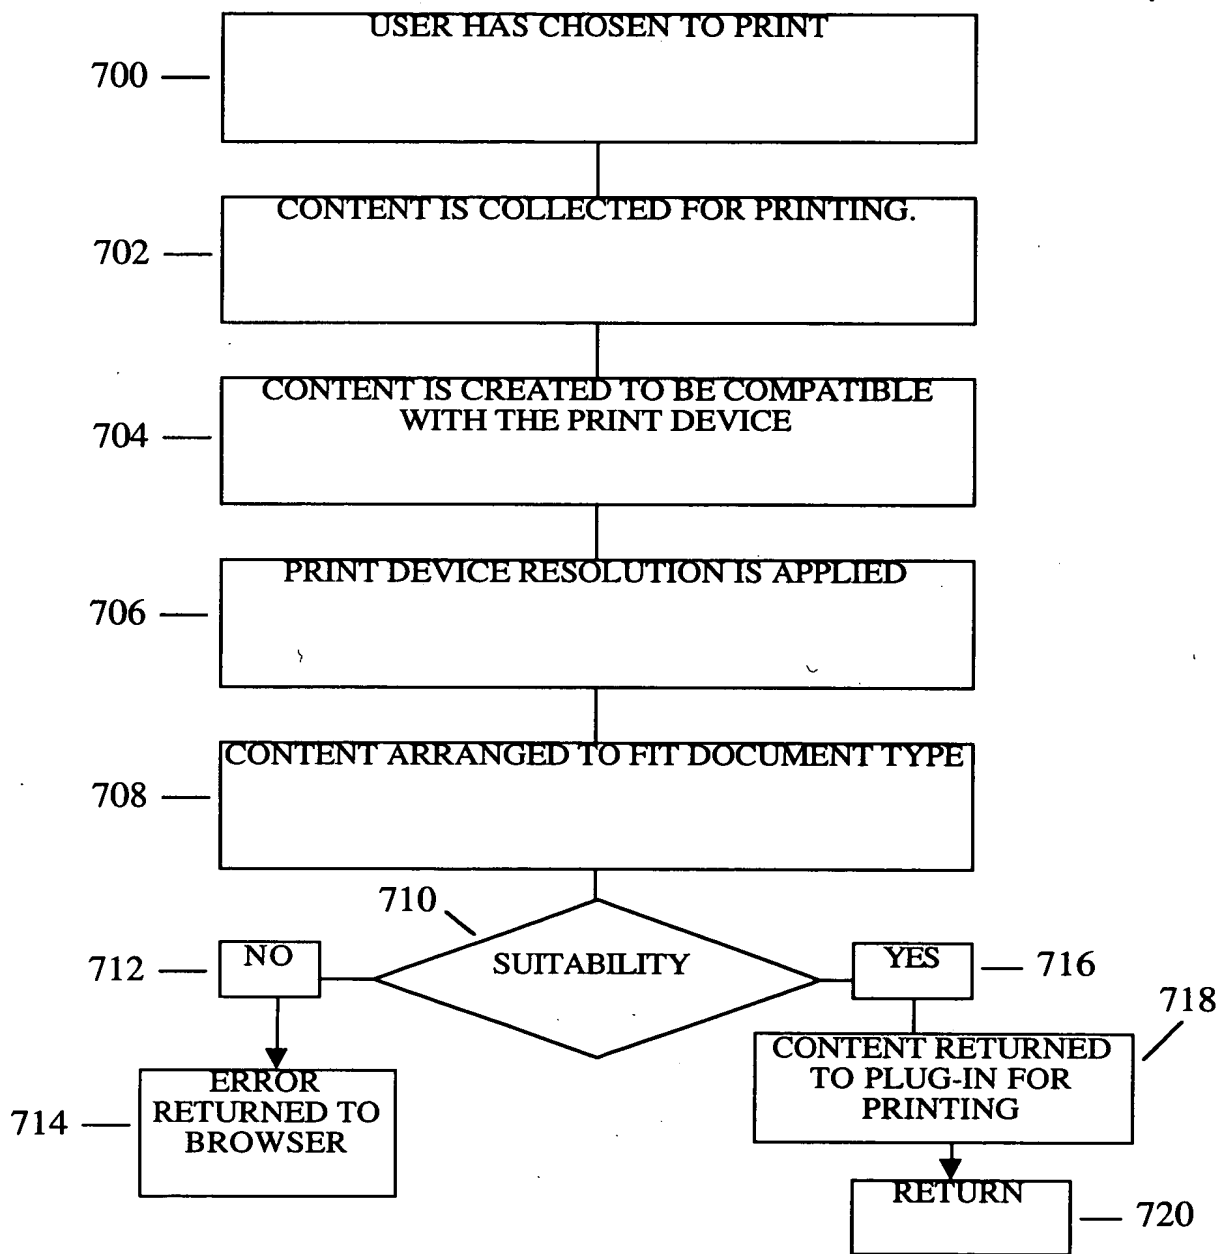 USER HAS CHOSEN TO PRINT
700
CONTENT IS COLLECTED FOR PRINTING.
702
CONTENT IS CREATED TO BE COMPATIBLE
WITH THE PRINT DEVICE
704
PRINT DEVICE RESOLUTION IS APPLIED
706
CONTENT ARRANGED TO FIT DOCUMENT TYPE
708
710
SUITABILITY
712
NO
YES
716
718
ERROR
RETURNED TO
BROWSER
714
CONTENT RETURNED
TO PLUG-IN FOR
PRINTING
RETURN
720